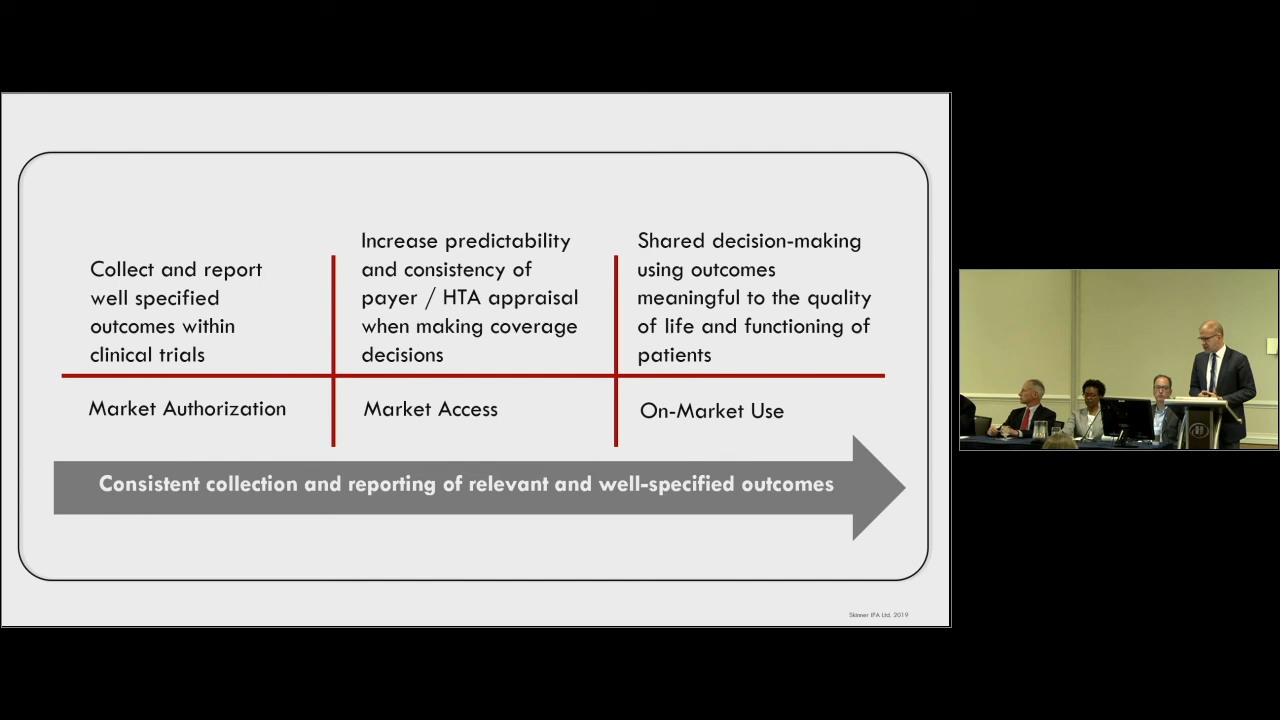 Collect and report
well specified
outcomes within
clinical trials
Increase predictability
and consistency of
payer / HTA appraisal
when making coverage
decisions
Shared decision-making
using outcomes
meaningful to the quality
of life and functioning of
patients
Market Authorization
Market Access
On-Market Use
Consistent collection and reporting of relevant and well-specified outcomes
Skinner IPA Ltd, 2019